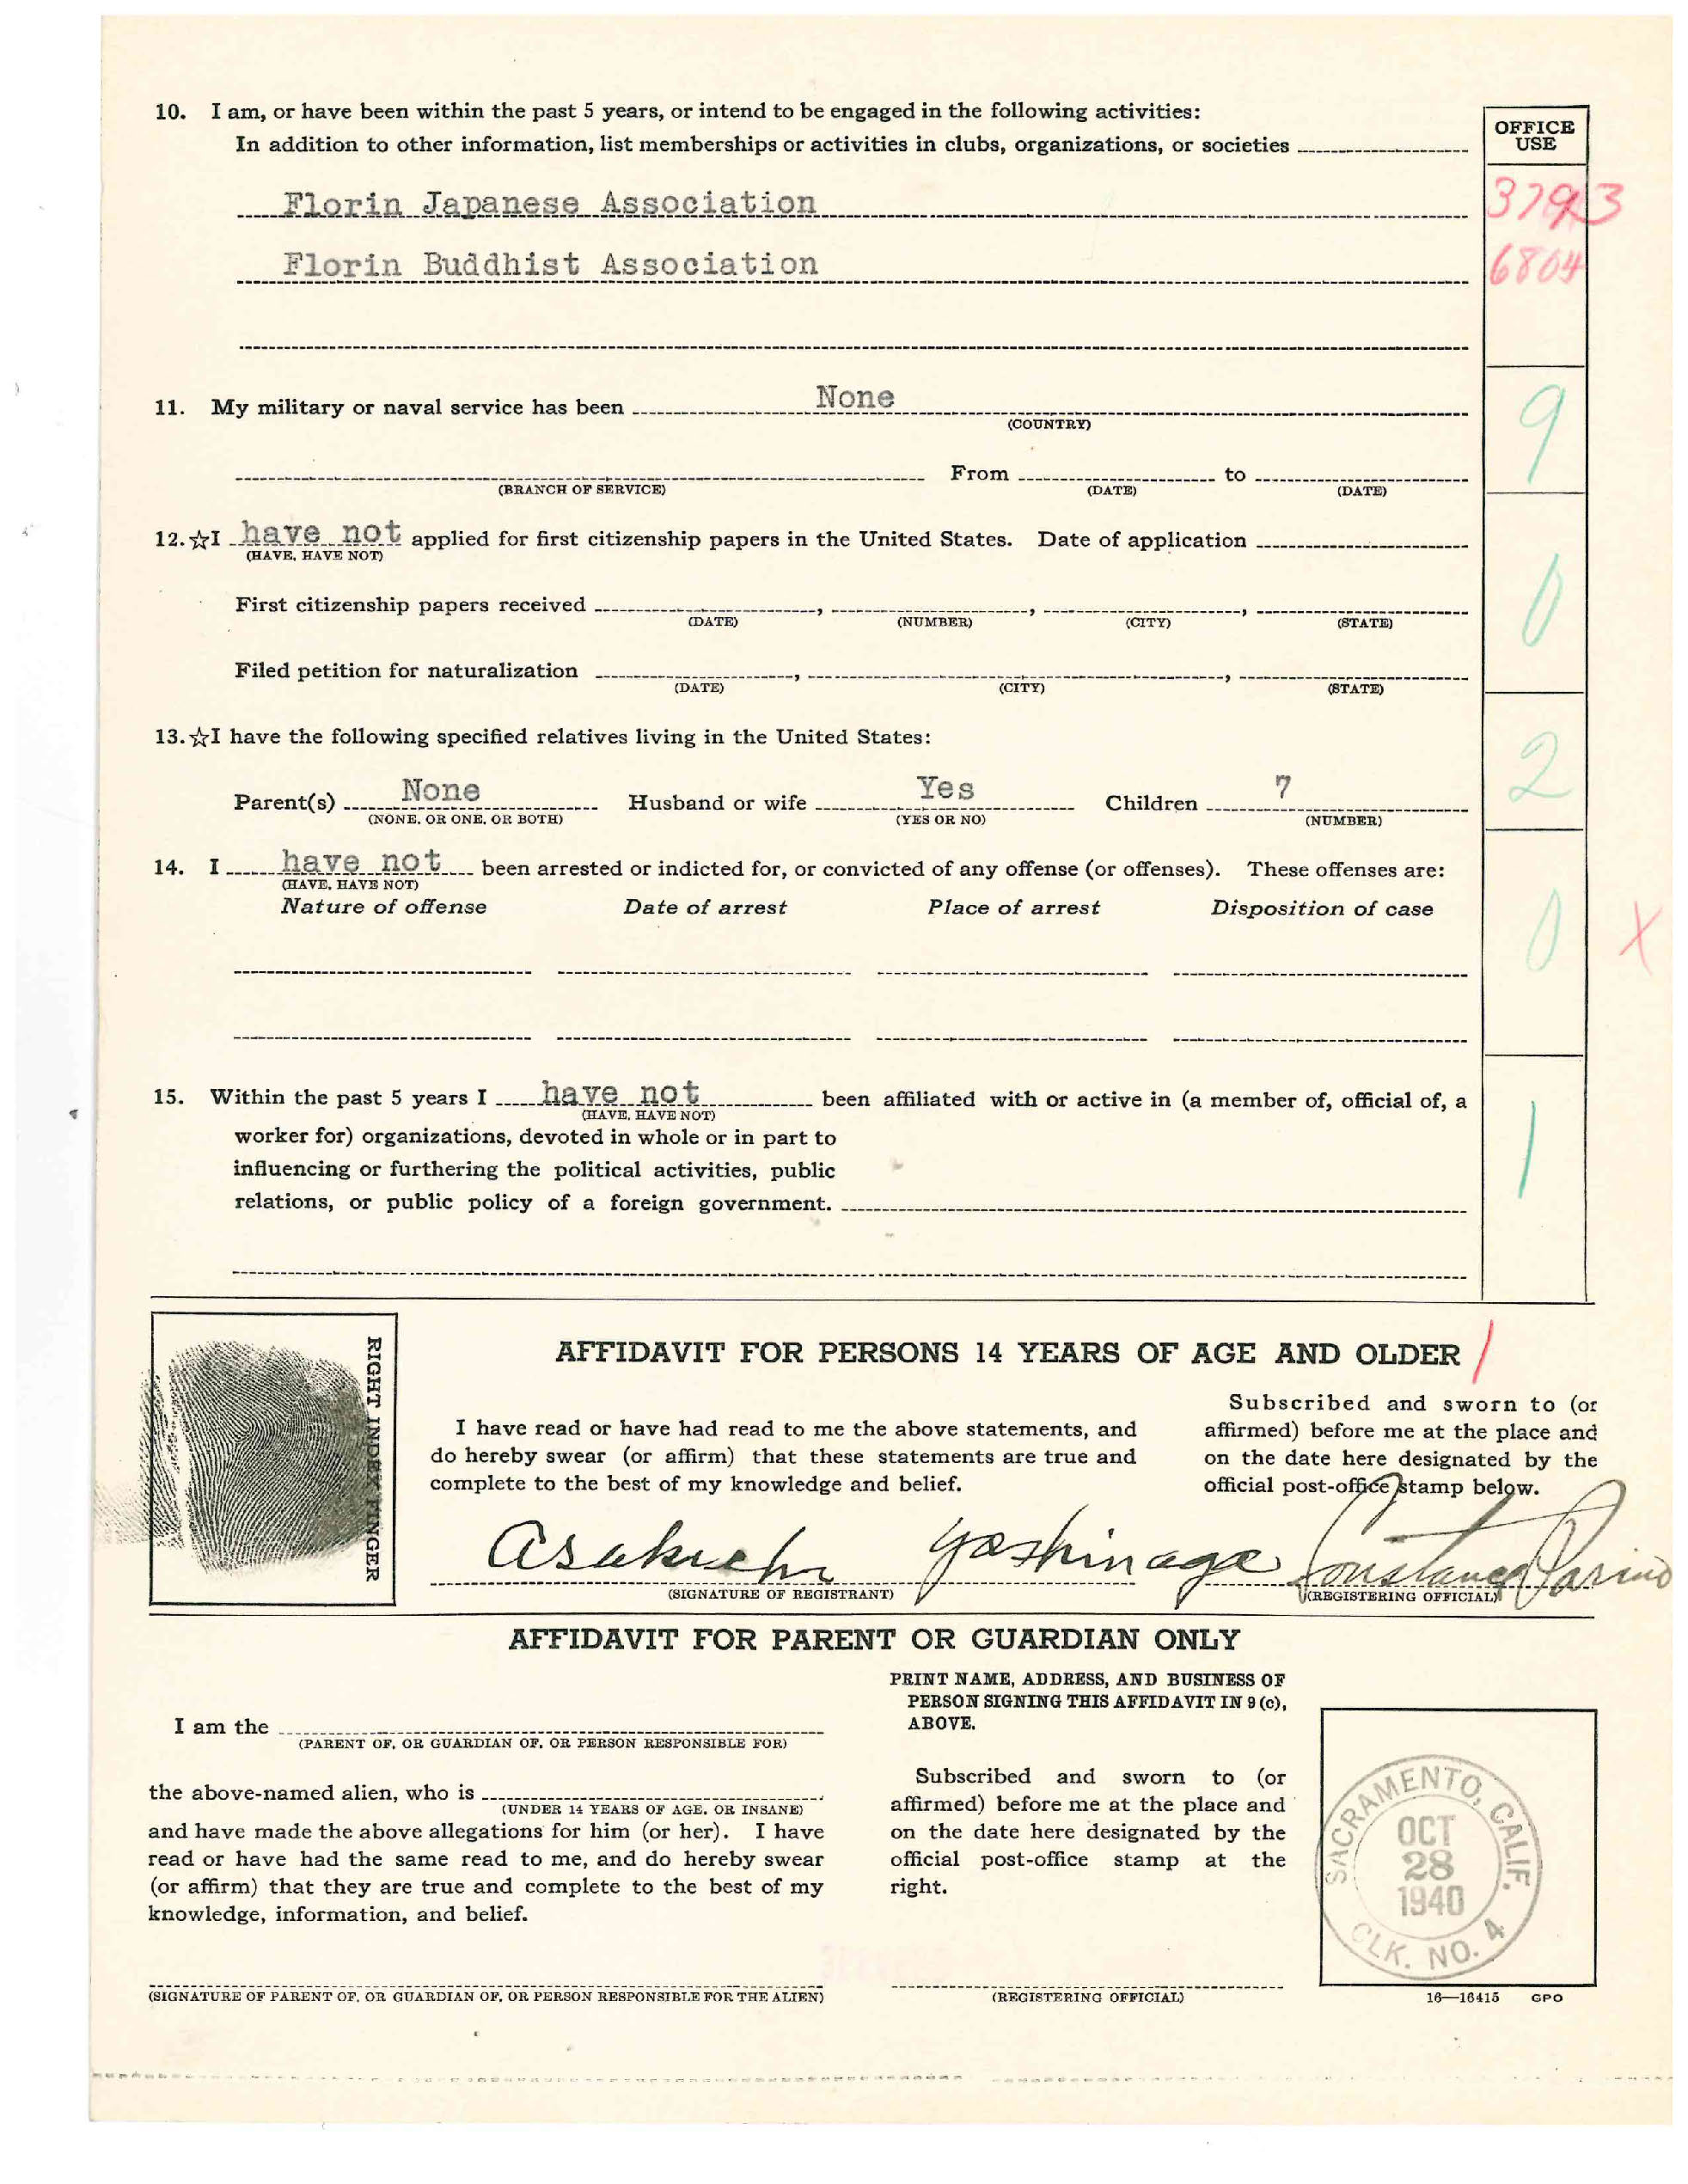 10. I am, or have been within the past 5 years, or intend to be engaged in the following activities:
In addition to other information, list memberships or activities in clubs, organizations, or societies
OFFICE
USE
Florin Japanese Association
3793
Florin Buddhist Association
6804
11. My military or naval service has been None
(COUNTRY)
9
From to
(BRANCH OF SERVICE) (DATE) (DATE)
12. ☆I have not applied for first citizenship papers in the United States. Date of application
(HAVE, HAVE NOT)
0
First citizenship papers received , , ,
(DATE) (NUMBER) (CITY) (STATE)
Filed petition for naturalization , ,
(DATE) (CITY) (STATE)
13. ☆I have the following specified relatives living in the United States:
2
Parent(s) None Husband or wife Yes Children 7
(NONE, OR ONE, OR BOTH) (YES OR NO) (NUMBER)
14. I have not been arrested or indicted for, or convicted of any offense (or offenses). These offenses are:
(HAVE, HAVE NOT)
Nature of offense Date of arrest Place of arrest Disposition of case
0 X
15. Within the past 5 years I have not been affiliated with or active in (a member of, official of, a
(HAVE, HAVE NOT)
worker for) organizations, devoted in whole or in part to
influencing or furthering the political activities, public
relations, or public policy of a foreign government.
1
RIGHT INDEX FINGER
AFFIDAVIT FOR PERSONS 14 YEARS OF AGE AND OLDER /
I have read or have had read to me the above statements, and
do hereby swear (or affirm) that these statements are true and
complete to the best of my knowledge and belief.
Subscribed and sworn to (or
affirmed) before me at the place and
on the date here designated by the
official post-office stamp below.
Asakichi Yoshinaga
(SIGNATURE OF REGISTRANT)
Constance Parino
(REGISTERING OFFICIAL)
AFFIDAVIT FOR PARENT OR GUARDIAN ONLY
I am the
(PARENT OF, OR GUARDIAN OF, OR PERSON RESPONSIBLE FOR)
the above-named alien, who is
(UNDER 14 YEARS OF AGE, OR INSANE)
and have made the above allegations for him (or her). I have
read or have had the same read to me, and do hereby swear
(or affirm) that they are true and complete to the best of my
knowledge, information, and belief.
(SIGNATURE OF PARENT OF, OR GUARDIAN OF, OR PERSON RESPONSIBLE FOR THE ALIEN)
PRINT NAME, ADDRESS, AND BUSINESS OF
PERSON SIGNING THIS AFFIDAVIT IN 9 (c),
ABOVE.
Subscribed and sworn to (or
affirmed) before me at the place and
on the date here designated by the
official post-office stamp at the
right.
(REGISTERING OFFICIAL)
SACRAMENTO, CALIF.
OCT
28
1940
CLK. NO. 4
16—16415 GPO